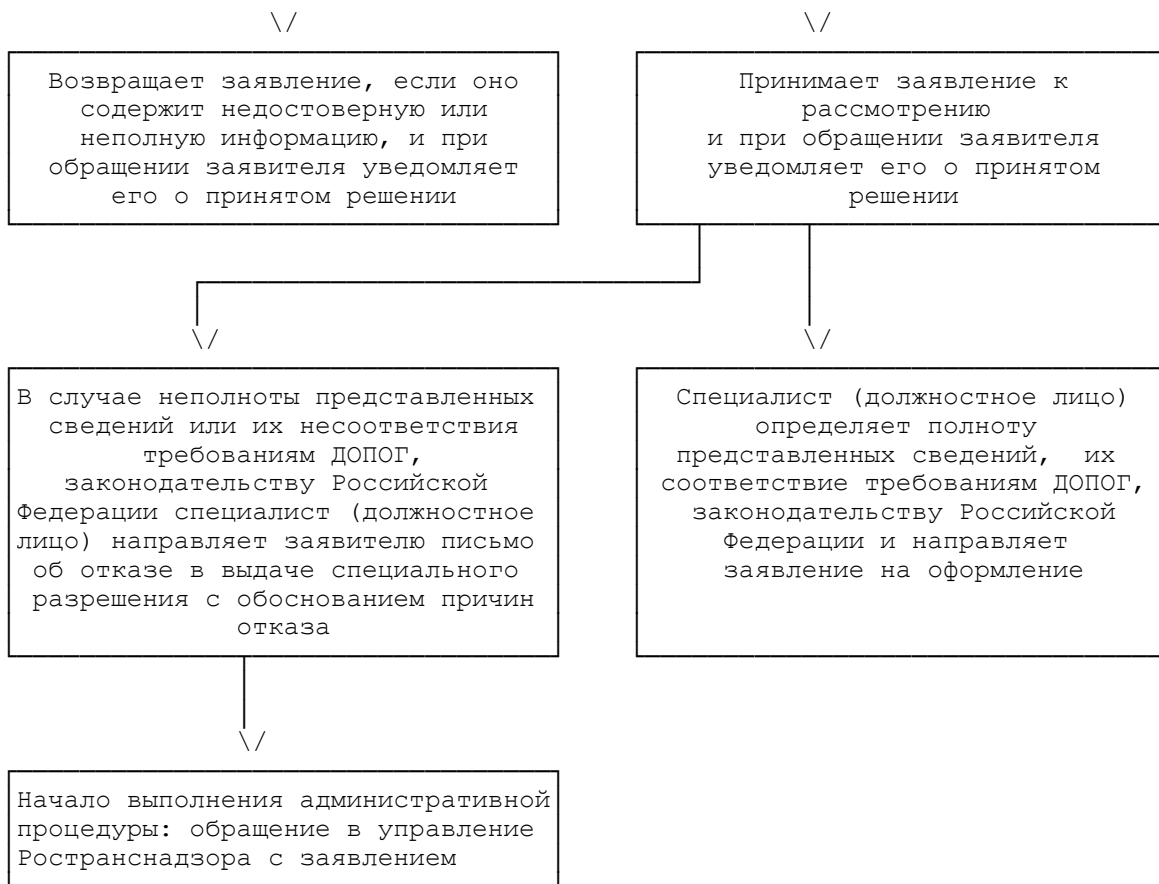 \/
\/
Возвращает заявление, если оно
содержит недостоверную или
неполную информацию, и при
обращении заявителя уведомляет
его о принятом решении
Принимает заявление к
рассмотрению
и при обращении заявителя
уведомляет его о принятом
решении
\/
\/
В случае неполноты представленных
сведений или их несоответствия
требованиям ДОПОГ,
законодательству Российской
Федерации специалист (должностное
лицо) направляет заявителю письмо
об отказе в выдаче специального
разрешения с обоснованием причин
отказа
Специалист (должностное лицо)
определяет полноту
представленных сведений, их
соответствие требованиям ДОПОГ,
законодательству Российской
Федерации и направляет
заявление на оформление
\/
Начало выполнения административной
процедуры: обращение в управление
Ространснадзора с заявлением